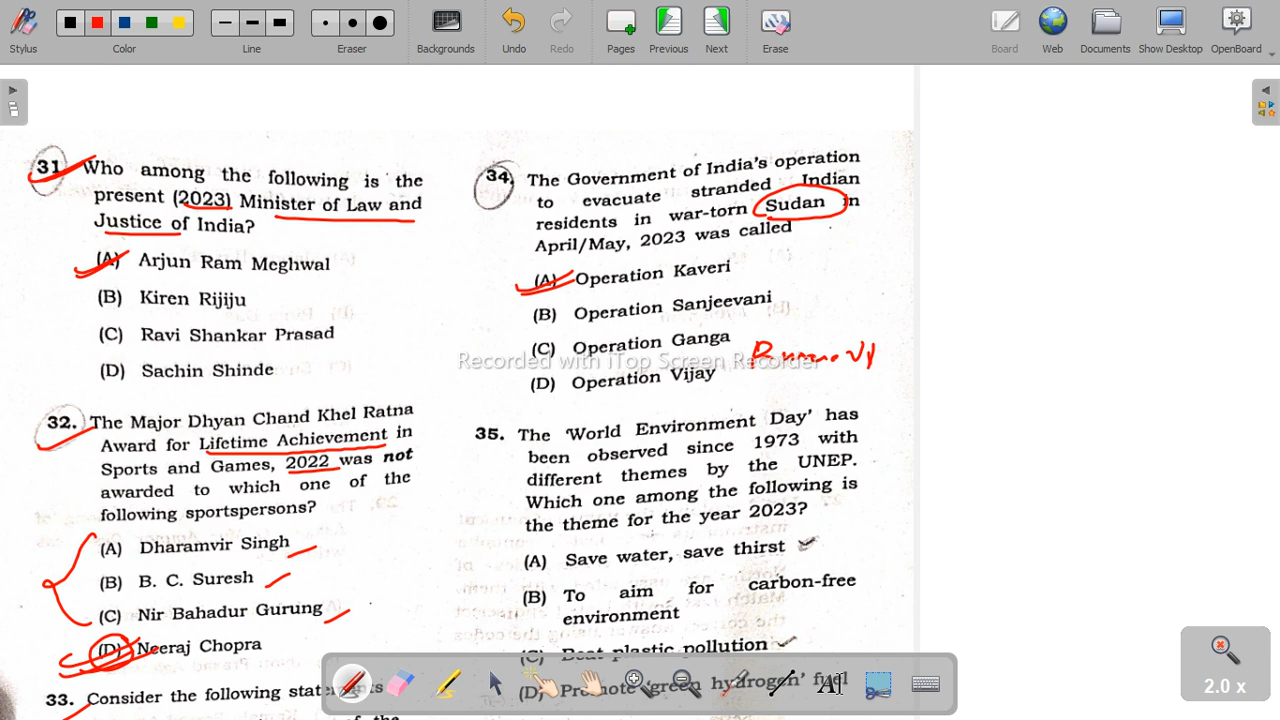 Stylus
Color
Line
Eraser
Backgrounds
Undo
Redo
Pages
Previous
Next
Erase
Board
Web
Documents
Show Desktop
OpenBoard
31. Who among the following is the
present (2023) Minister of Law and
Justice of India?
(A) Arjun Ram Meghwal
(B) Kiren Rijiju
(C) Ravi Shankar Prasad
(D) Sachin Shinde
32. The Major Dhyan Chand Khel Ratna
Award for Lifetime Achievement in
Sports and Games, 2022 was not
awarded to which one of the
following sportspersons?
(A) Dharamvir Singh
(B) B. C. Suresh
(C) Nir Bahadur Gurung
(D) Neeraj Chopra
33. Consider the following statements
of the
34. The Government of India's operation
to evacuate stranded Indian
residents in war-torn Sudan in
April/May, 2023 was called
(A) Operation Kaveri
(B) Operation Sanjeevani
(C) Operation Ganga
(D) Operation Vijay
Recorded with iTop Screen Recorder
35. The 'World Environment Day' has
been observed since 1973 with
different themes by the UNEP.
Which one among the following is
the theme for the year 2023?
(A) Save water, save thirst
(B) To aim for carbon-free
environment
(C) Beat plastic pollution
(D) Promote 'green hydrogen' fuel
2.0 x